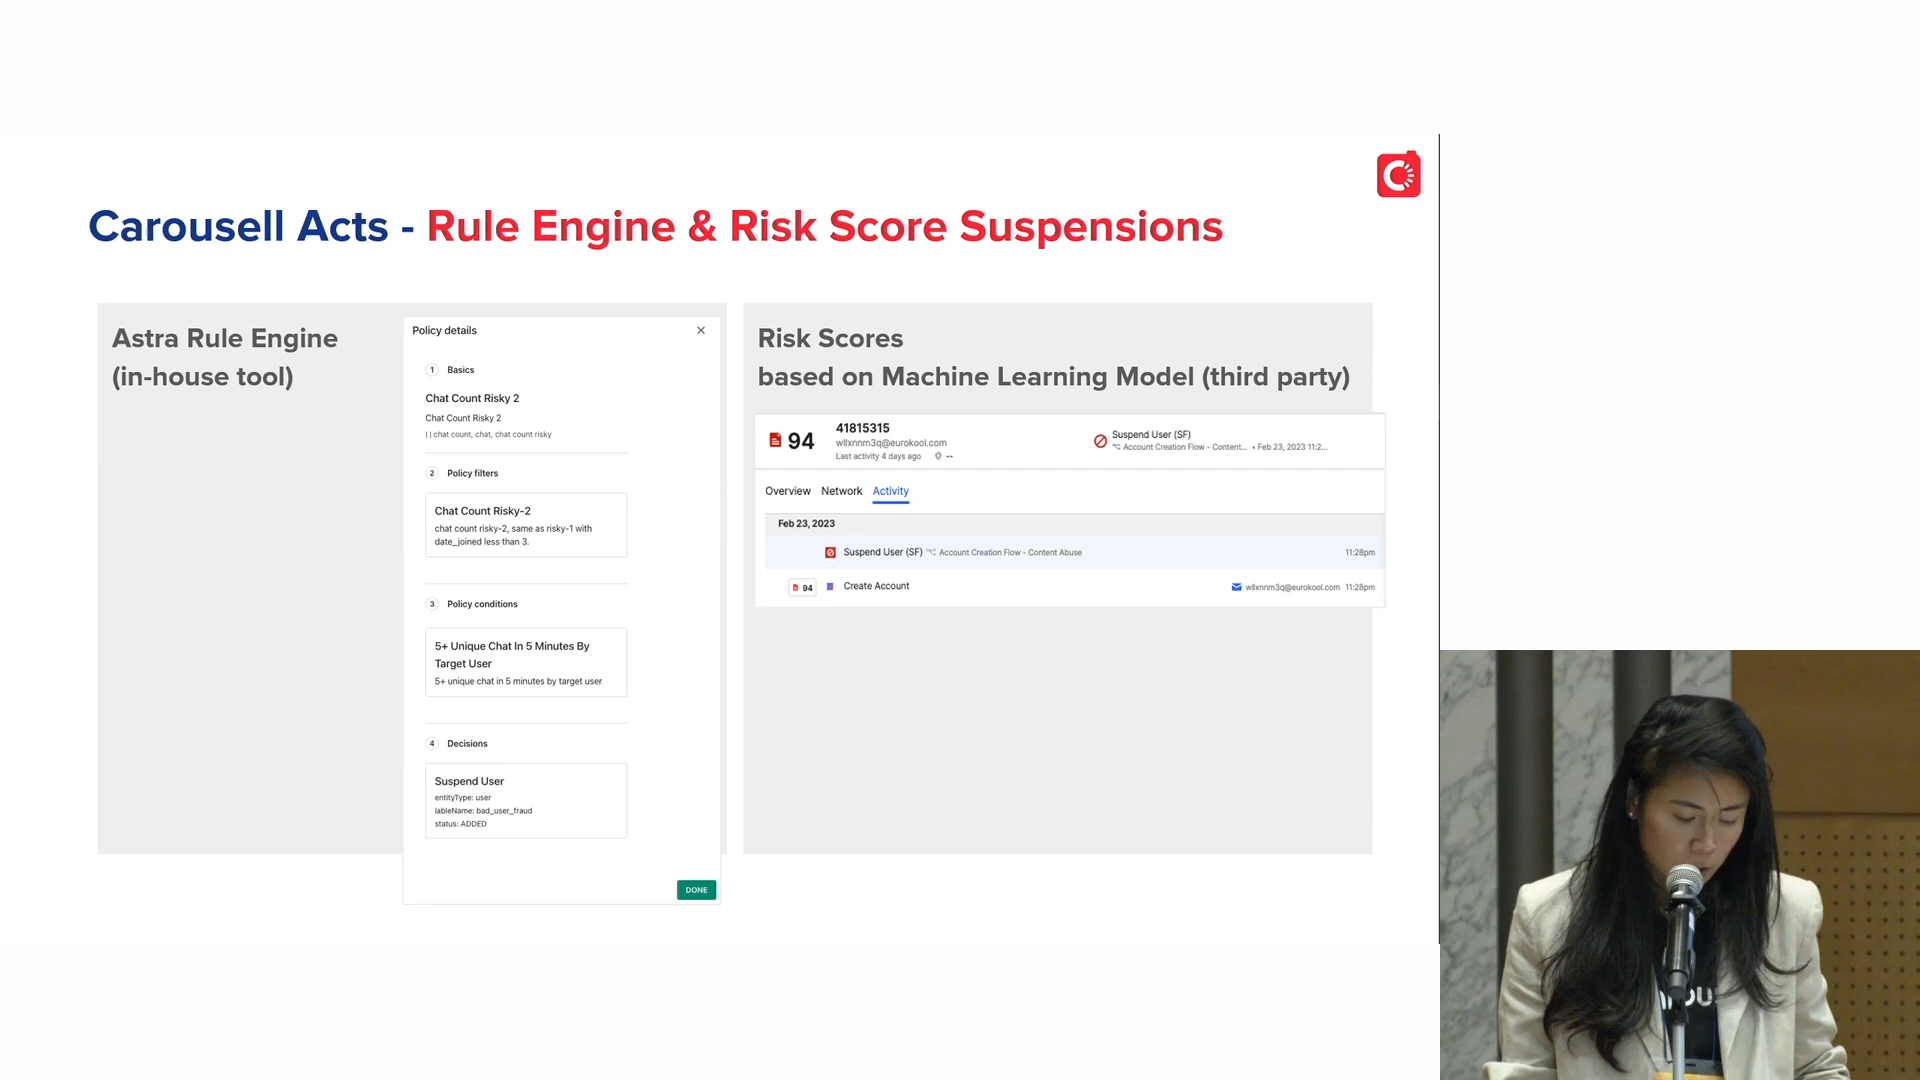 Carousell Acts - Rule Engine & Risk Score Suspensions
Astra Rule Engine
(in-house tool)
Policy details
1 Basics
Chat Count Risky 2
Chat Count Risky 2
|| chat count, chat, chat count risky
2 Policy filters
Chat Count Risky-2
chat count risky-2, same as risky-1 with
date_joined less than 3.
3 Policy conditions
5+ Unique Chat In 5 Minutes By
Target User
5+ unique chat in 5 minutes by target user
4 Decisions
Suspend User
entityType: user
lableName: bad_user_fraud
status: ADDED
DONE
Risk Scores
based on Machine Learning Model (third party)
94
41815315
wllxnnm3q@eurokool.com
Last activity 4 days ago --
Suspend User (SF)
Account Creation Flow - Content... • Feb 23, 2023 11:2...
Overview Network Activity
Feb 23, 2023
Suspend User (SF) Account Creation Flow - Content Abuse 11:28pm
94 Create Account wllxnnm3q@eurokool.com 11:28pm